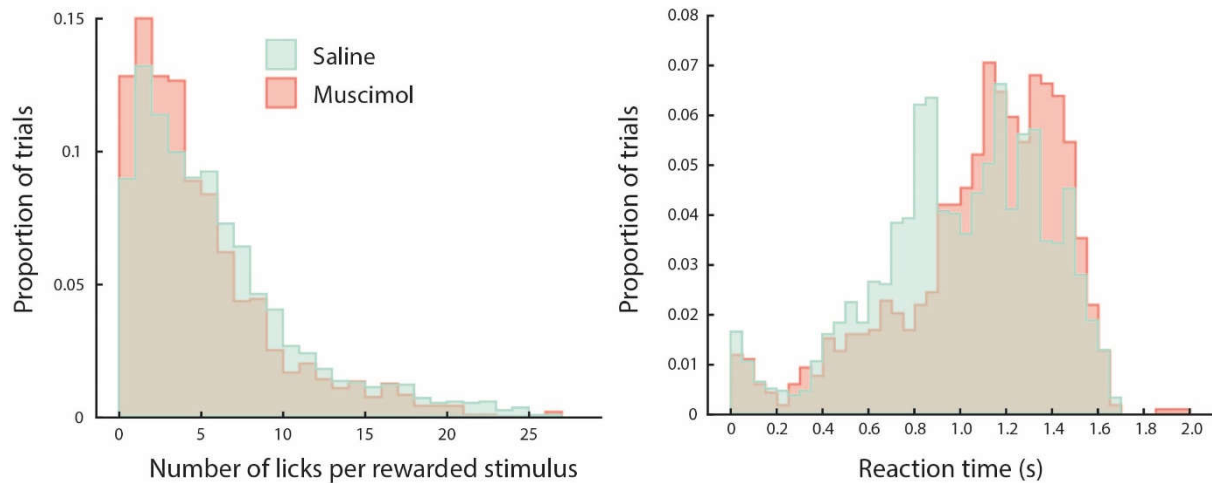 Proportion of trials
0.15
0.1
0.05
0
Saline
Muscimol
0 5 10 15 20 25
Number of licks per rewarded stimulus
Proportion of trials
0.08
0.07
0.06
0.05
0.04
0.03
0.02
0.01
0
0 0.2 0.4 0.6 0.8 1.0 1.2 1.4 1.6 1.8 2.0
Reaction time (s)